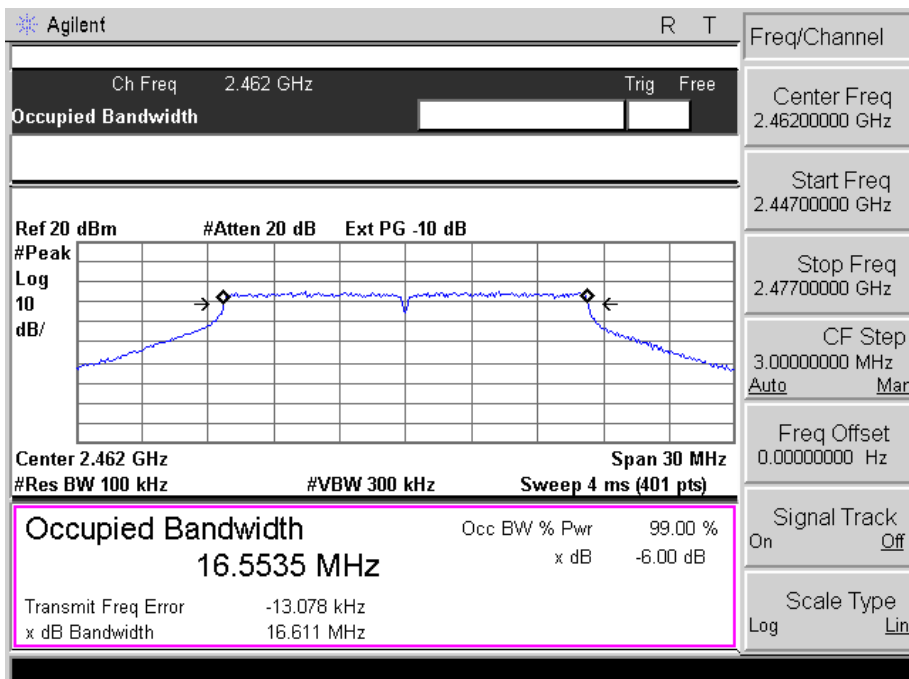 Agilent R T
Ch Freq 2.462 GHz Trig Free
Occupied Bandwidth
Ref 20 dBm #Atten 20 dB Ext PG -10 dB
#Peak
Log
10
dB/
Center 2.462 GHz Span 30 MHz
#Res BW 100 kHz #VBW 300 kHz Sweep 4 ms (401 pts)
Occupied Bandwidth Occ BW % Pwr 99.00 %
16.5535 MHz x dB -6.00 dB
Transmit Freq Error -13.078 kHz
x dB Bandwidth 16.611 MHz
Freq/Channel
Center Freq
2.46200000 GHz
Start Freq
2.44700000 GHz
Stop Freq
2.47700000 GHz
CF Step
3.00000000 MHz
Auto Mar
Freq Offset
0.00000000 Hz
Signal Track
On Off
Scale Type
Log Lin